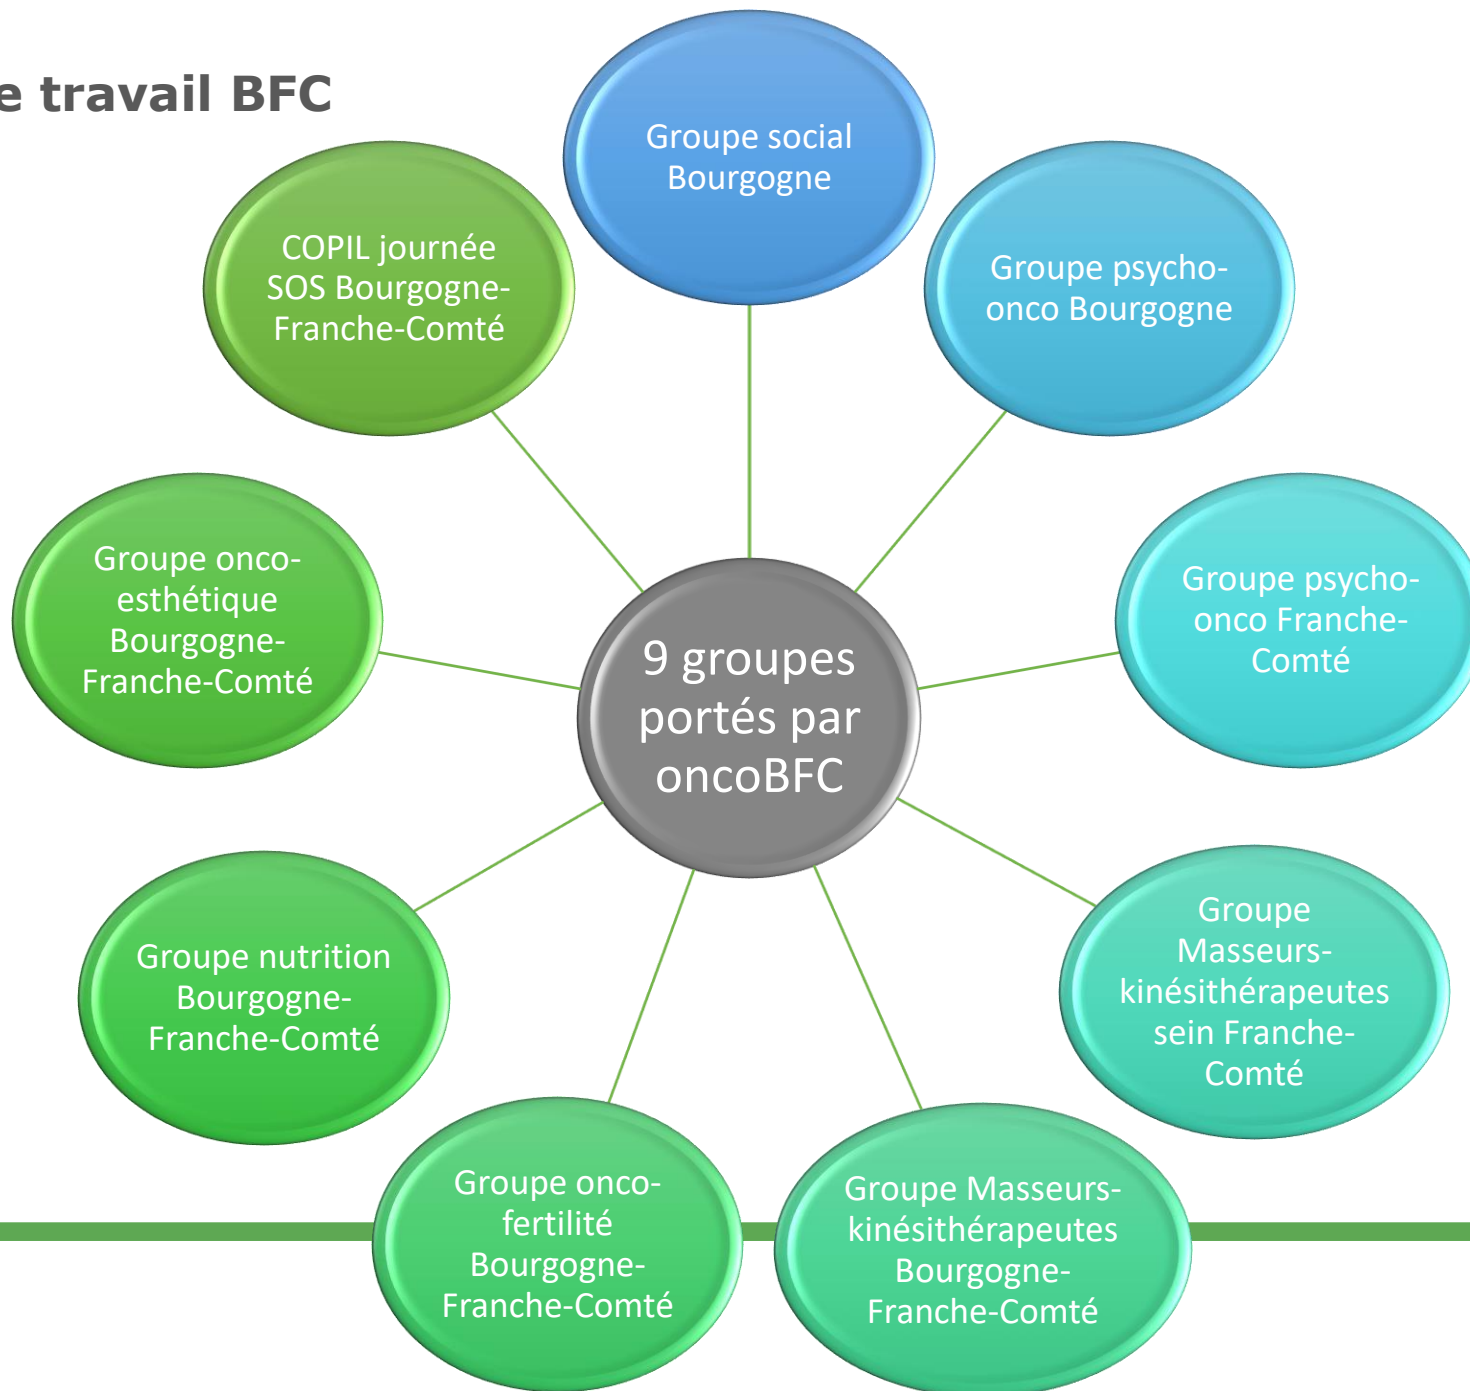 e travail BFC
Groupe social
Bourgogne
Groupe psycho-
onco Bourgogne
Groupe psycho-
onco Franche-
Comté
Groupe
Masseurs-
kinésithérapeutes
sein Franche-
Comté
Groupe Masseurs-
kinésithérapeutes
Bourgogne-
Franche-Comté
Groupe onco-
fertilité
Bourgogne-
Franche-Comté
Groupe nutrition
Bourgogne-
Franche-Comté
Groupe onco-
esthétique
Bourgogne-
Franche-Comté
COPIL journée
SOS Bourgogne-
Franche-Comté
9 groupes
portés par
oncoBFC